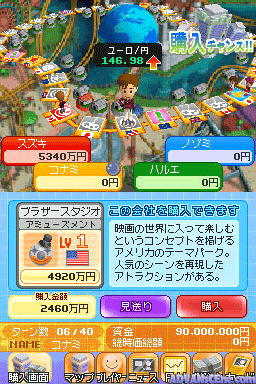 ユーロ/円
146.98
購入チャンス!!
スズキ
5340万円
ノゾミ
0円
コナミ
0円
ハルエ
0円
ブラザースタジオ
アミューズメント
LV 1
4920万円
この会社を購入できます
映画の世界に入って楽しむ
というコンセプトを掲げる
アメリカのテーマパーク。
人気のシーンを再現した
アトラクションがある。
購入金額
2460万円
見送り
購入
ターン数 06/40
資金 90.000.000円
NAME コナミ
総時価総額 0円
購入画面
マップ
プレイヤー
ニュース
カード